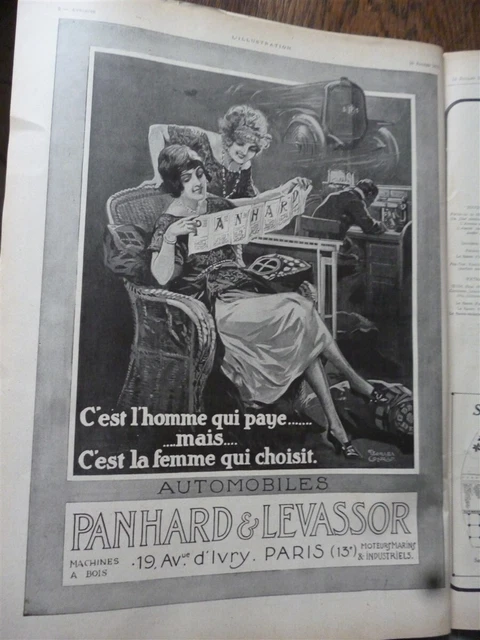 L'ILLUSTRATION
PANHARD
C'est l'homme qui paye.......
....mais....
C'est la femme qui choisit.
AUTOMOBILES
PANHARD & LEVASSOR
MACHINES
A BOIS
·19, Av.ue d'Ivry. PARIS (13e)
MOTEURS MARINS
& INDUSTRIELS.